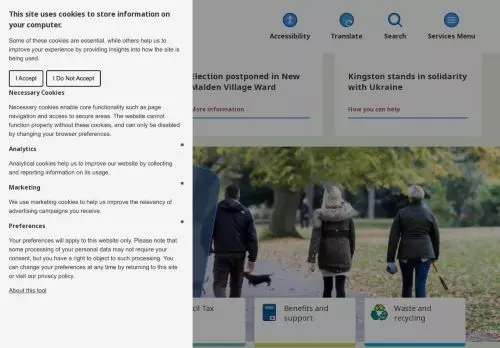 This site uses cookies to store information on
your computer.
Some of these cookies are essential, while others help us to
improve your experience by providing insights into how the site is
being used.
I Accept
I Do Not Accept
Necessary Cookies
Necessary cookies enable core functionality such as page
navigation and access to secure areas. The website cannot
function properly without these cookies, and can only be disabled
by changing your browser preferences.
Analytics
Analytical cookies help us to improve our website by collecting
and reporting information on its usage.
Marketing
We use marketing cookies to help us improve the relevancy of
advertising campaigns you receive.
Preferences
Your preferences will apply to this website only. Please note that
some processing of your personal data may not require your
consent, but you have a right to object to such processing. You
can change your preferences at any time by returning to this site
or visit our privacy policy.
About this tool
Accessibility
Translate
Search
Services Menu
Election postponed in New
Malden Village Ward
More information
Kingston stands in solidarity
with Ukraine
How you can help
cil Tax
Benefits and
support
Waste and
recycling